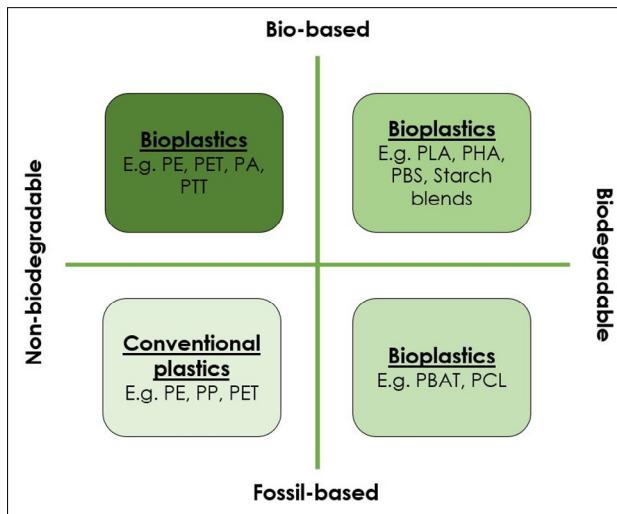 Bio-based
Bioplastics
E.g. PE, PET, PA,
PTT
Bioplastics
E.g. PLA, PHA,
PBS, Starch
blends
Non-biodegradable
Biodegradable
Conventional
plastics
E.g. PE, PP, PET
Bioplastics
E.g. PBAT, PCL
Fossil-based